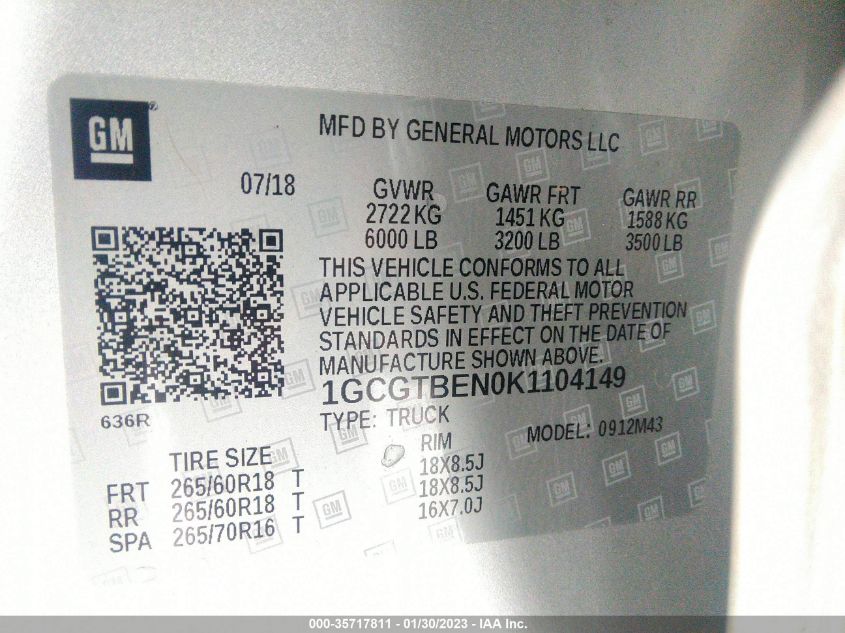 GM
MFD BY GENERAL MOTORS LLC
07/18
GVWR GAWR FRT GAWR RR
2722 KG 1451 KG 1588 KG
6000 LB 3200 LB 3500 LB
THIS VEHICLE CONFORMS TO ALL
APPLICABLE U.S. FEDERAL MOTOR
VEHICLE SAFETY AND THEFT PREVENTION
STANDARDS IN EFFECT ON THE DATE OF
MANUFACTURE SHOWN ABOVE.
1GCGTBEN0K1104149
636R
TYPE: TRUCK MODEL: 0912M43
TIRE SIZE RIM
FRT 265/60R18 T 18X8.5J
RR 265/60R18 T 18X8.5J
SPA 265/70R16 T 16X7.0J
000-35717811 - 01/30/2023 - IAA Inc.